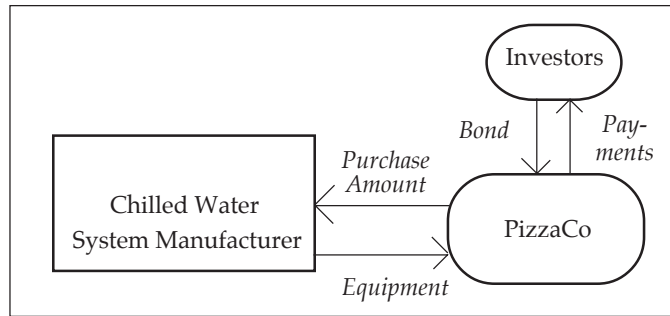 Investors
Bond
Pay-
ments
Purchase
Amount
Chilled Water
System Manufacturer
PizzaCo
Equipment